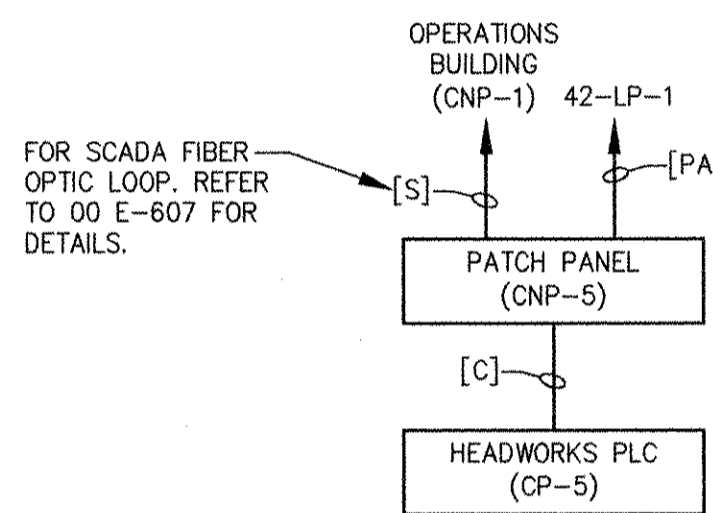 OPERATIONS
BUILDING
(CNP-1)
42-LP-1
FOR SCADA FIBER
OPTIC LOOP. REFER
TO 00 E-607 FOR
DETAILS.
[S]
[PA
PATCH PANEL
(CNP-5)
[C]
HEADWORKS PLC
(CP-5)